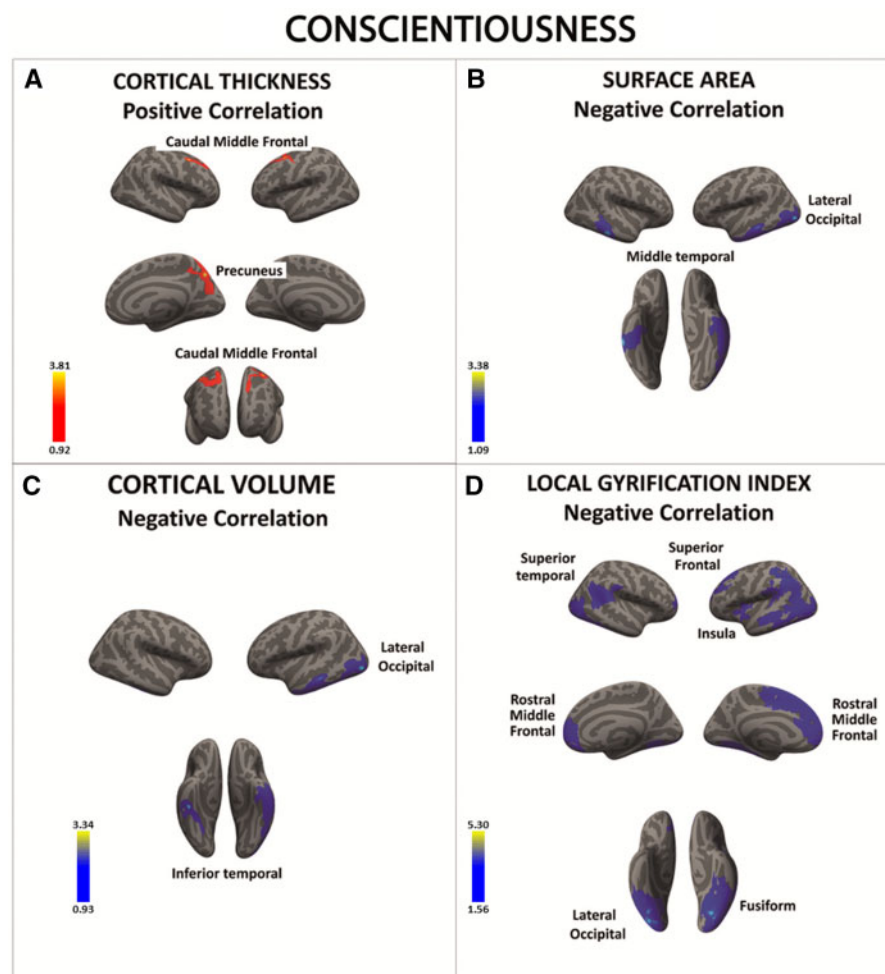 CONSCIENTIOUSNESS
A
CORTICAL THICKNESS
Positive Correlation
Caudal Middle Frontal
Precuneus
Caudal Middle Frontal
3.81
0.92
B
SURFACE AREA
Negative Correlation
Lateral
Occipital
Middle temporal
3.38
1.09
C
CORTICAL VOLUME
Negative Correlation
Lateral
Occipital
3.34
0.93
Inferior temporal
D
LOCAL GYRIFICATION INDEX
Negative Correlation
Superior
temporal
Superior
Frontal
Insula
Rostral
Middle
Frontal
Rostral
Middle
Frontal
5.30
1.56
Lateral
Occipital
Fusiform